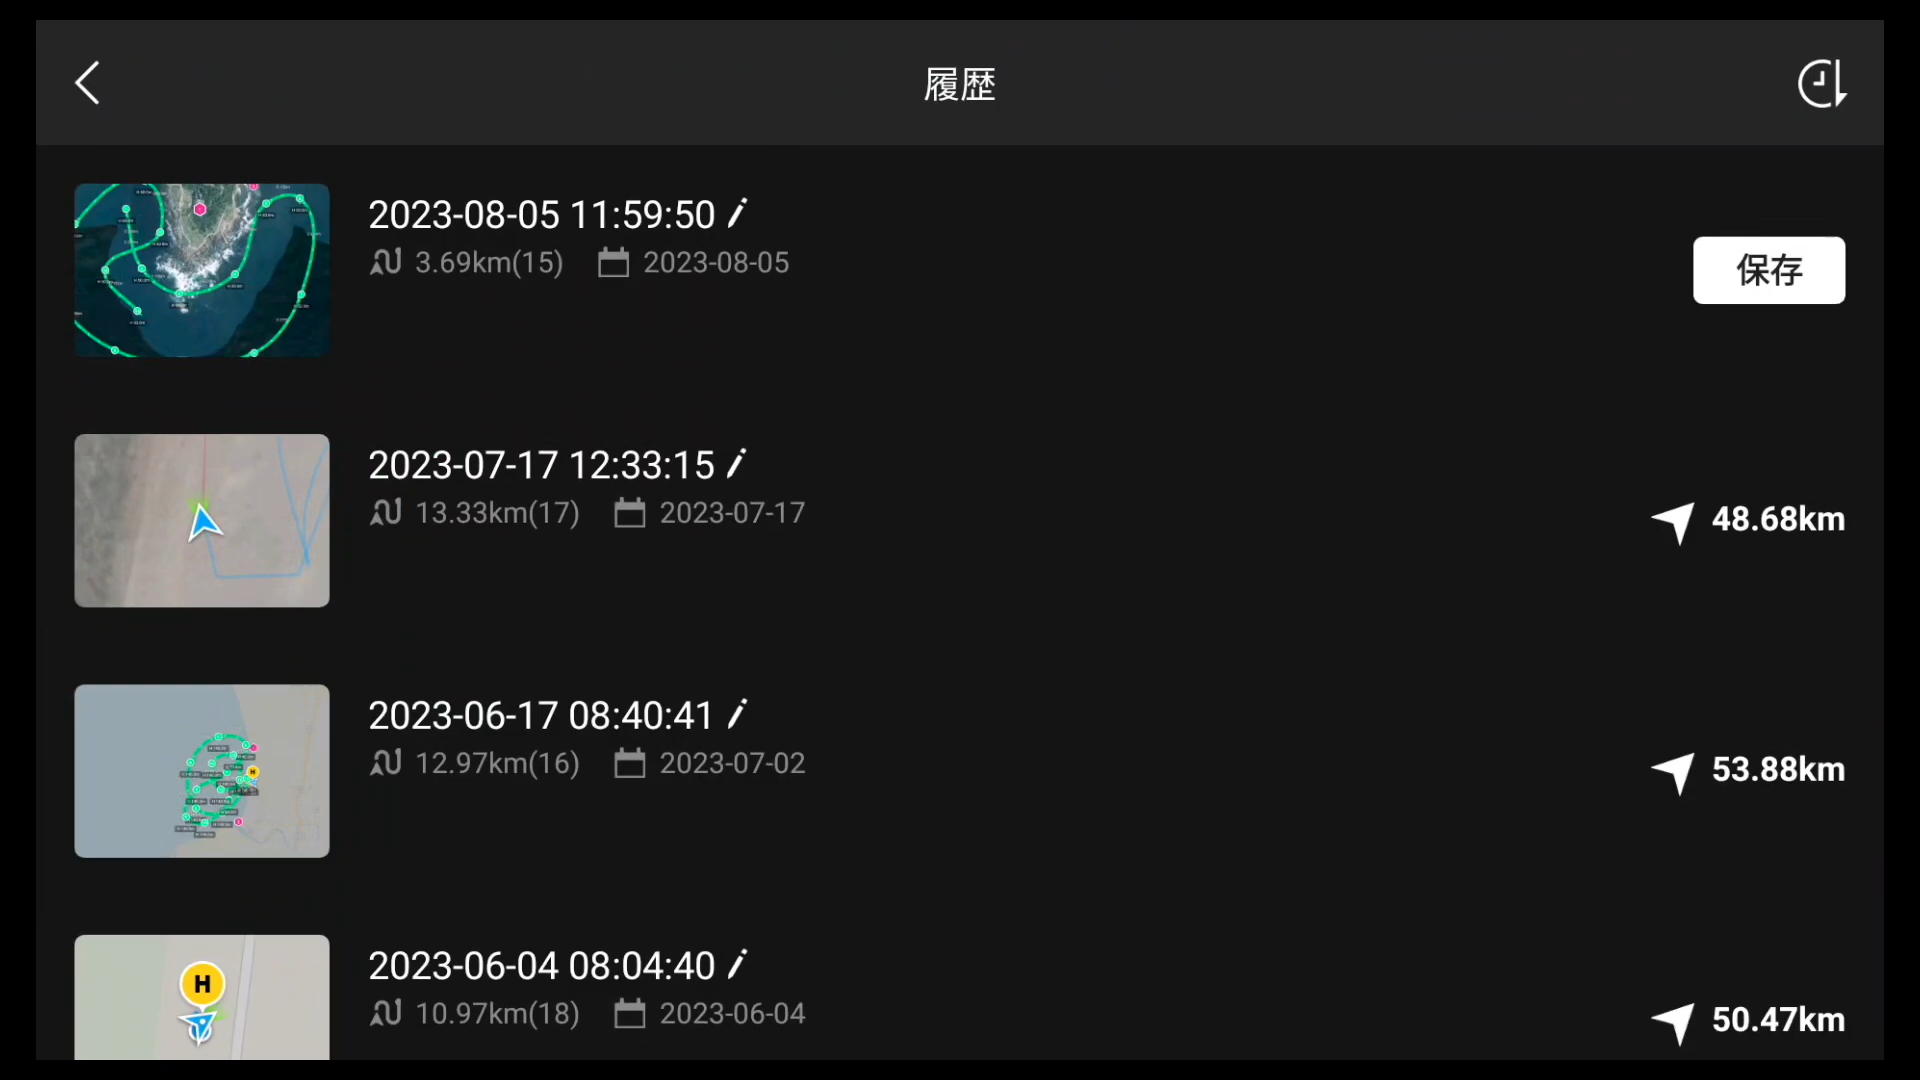 履歴
2023-08-05 11:59:50
3.69km(15) 2023-08-05
保存
2023-07-17 12:33:15
13.33km(17) 2023-07-17
48.68km
2023-06-17 08:40:41
12.97km(16) 2023-07-02
53.88km
H
2023-06-04 08:04:40
10.97km(18) 2023-06-04
50.47km